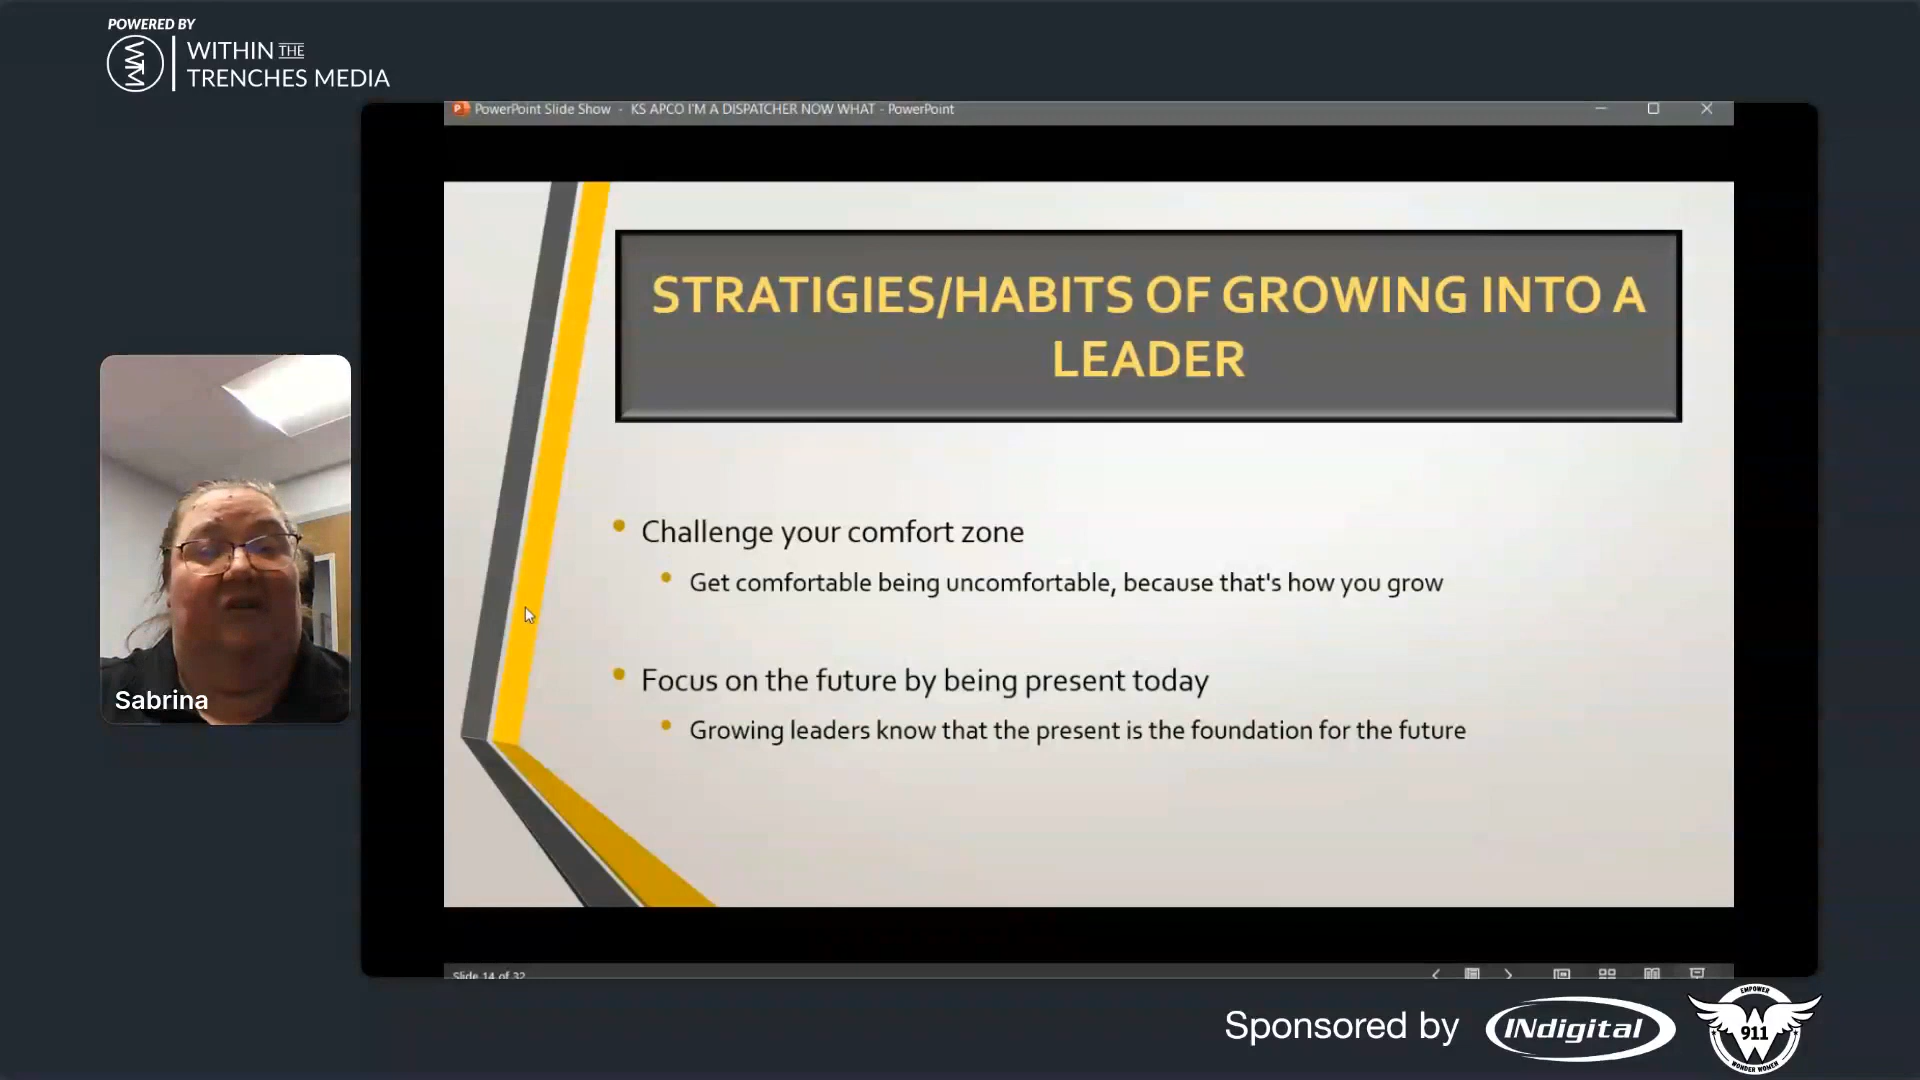 POWERED BY
WITHIN THE
TRENCHES MEDIA
PowerPoint Slide Show - KS APCO I'M A DISPATCHER NOW WHAT - PowerPoint
STRATIGIES/HABITS OF GROWING INTO A
LEADER
Challenge your comfort zone
Get comfortable being uncomfortable, because that's how you grow
Focus on the future by being present today
Growing leaders know that the present is the foundation for the future
Sabrina
Slide 14 of 32
Sponsored by
INdigital
EMPOWER
911
W
WONDER WOMEN